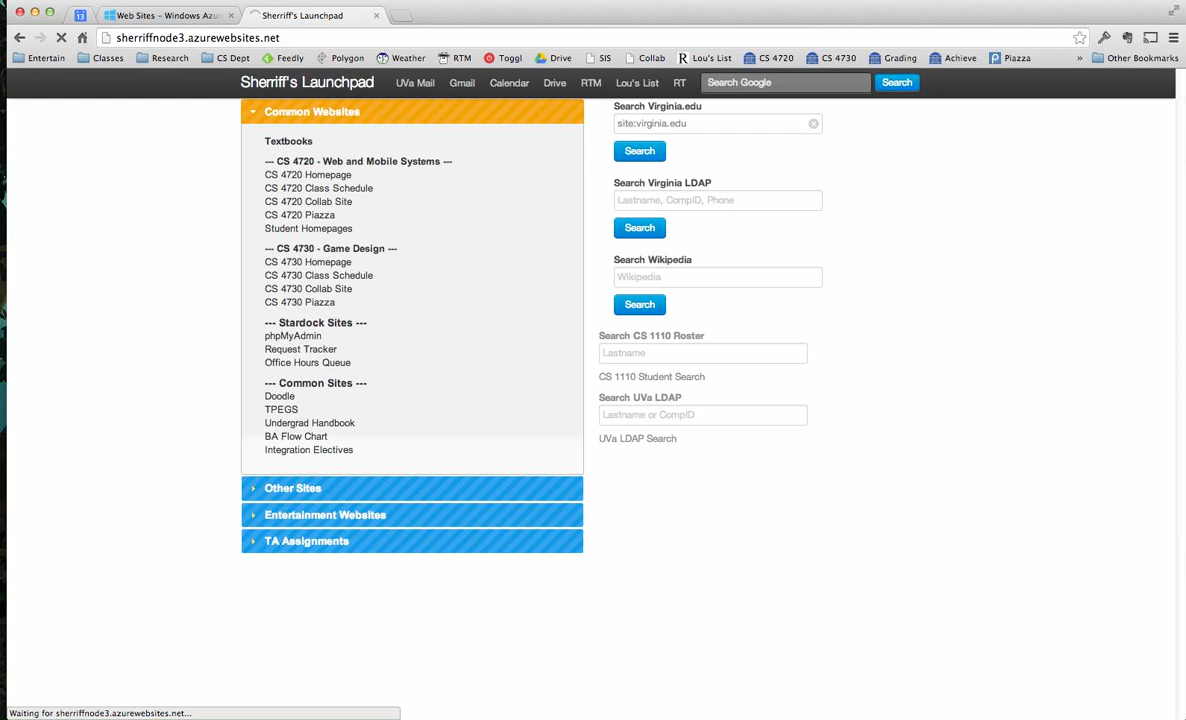 13
Web Sites – Windows Azur
Sherriff's Launchpad
sherriffnode3.azurewebsites.net
Entertain Classes Research CS Dept Feedly Polygon Weather RTM Toggl Drive SIS Collab Lou's List CS 4720 CS 4730 Grading Achieve Piazza » Other Bookmarks
Sherriff's Launchpad UVa Mail Gmail Calendar Drive RTM Lou's List RT Search Google Search
Common Websites
Textbooks
--- CS 4720 - Web and Mobile Systems ---
CS 4720 Homepage
CS 4720 Class Schedule
CS 4720 Collab Site
CS 4720 Piazza
Student Homepages
--- CS 4730 - Game Design ---
CS 4730 Homepage
CS 4730 Class Schedule
CS 4730 Collab Site
CS 4730 Piazza
--- Stardock Sites ---
phpMyAdmin
Request Tracker
Office Hours Queue
--- Common Sites ---
Doodle
TPEGS
Undergrad Handbook
BA Flow Chart
Integration Electives
Other Sites
Entertainment Websites
TA Assignments
Search Virginia.edu
site:virginia.edu
Search
Search Virginia LDAP
Lastname, CompID, Phone
Search
Search Wikipedia
Wikipedia
Search
Search CS 1110 Roster
Lastname
CS 1110 Student Search
Search UVa LDAP
Lastname or CompID
UVa LDAP Search
Waiting for sherriffnode3.azurewebsites.net...